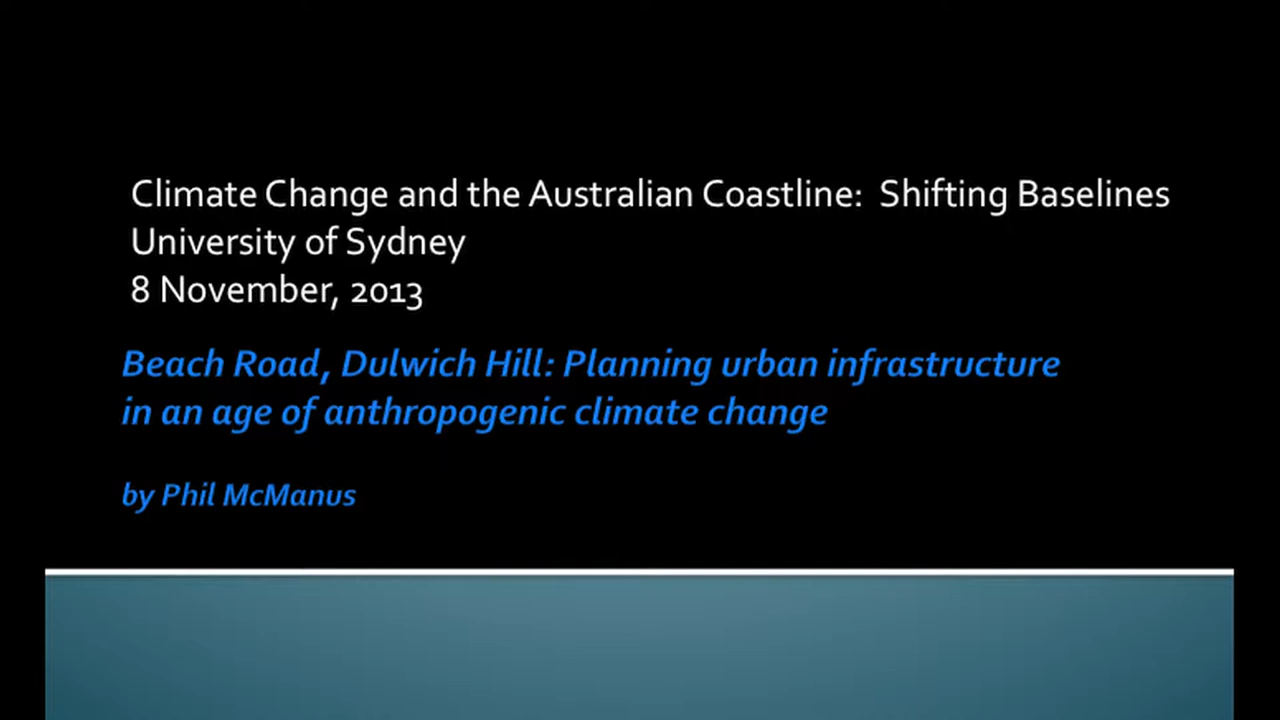 Climate Change and the Australian Coastline: Shifting Baselines
University of Sydney
8 November, 2013
Beach Road, Dulwich Hill: Planning urban infrastructure
in an age of anthropogenic climate change
by Phil McManus